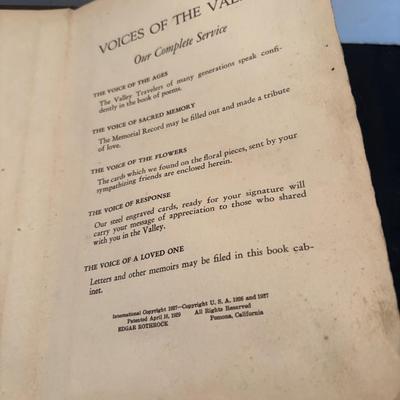 VOICES OF THE VAL
Our Complete Service
THE VOICE OF THE AGES
The Valley Travelers of many generations speak confi-
dently in the book of poems.
THE VOICE OF SACRED MEMORY
The Memorial Record may be filled out and made a tribute
of love.
THE VOICE OF THE FLOWERS
The cards which we found on the floral pieces, sent by your
sympathizing friends are enclosed herein.
THE VOICE OF RESPONSE
Our steel engraved cards, ready for your signature will
carry your message of appreciation to those who shared
with you in the Valley.
THE VOICE OF A LOVED ONE
Letters and other memoirs may be filed in this book cab-
inet.
International Copyright 1927—Copyright U. S. A. 1926 and 1927
Patented April 16, 1929 All Rights Reserved
EDGAR ROTHROCK Pomona, California